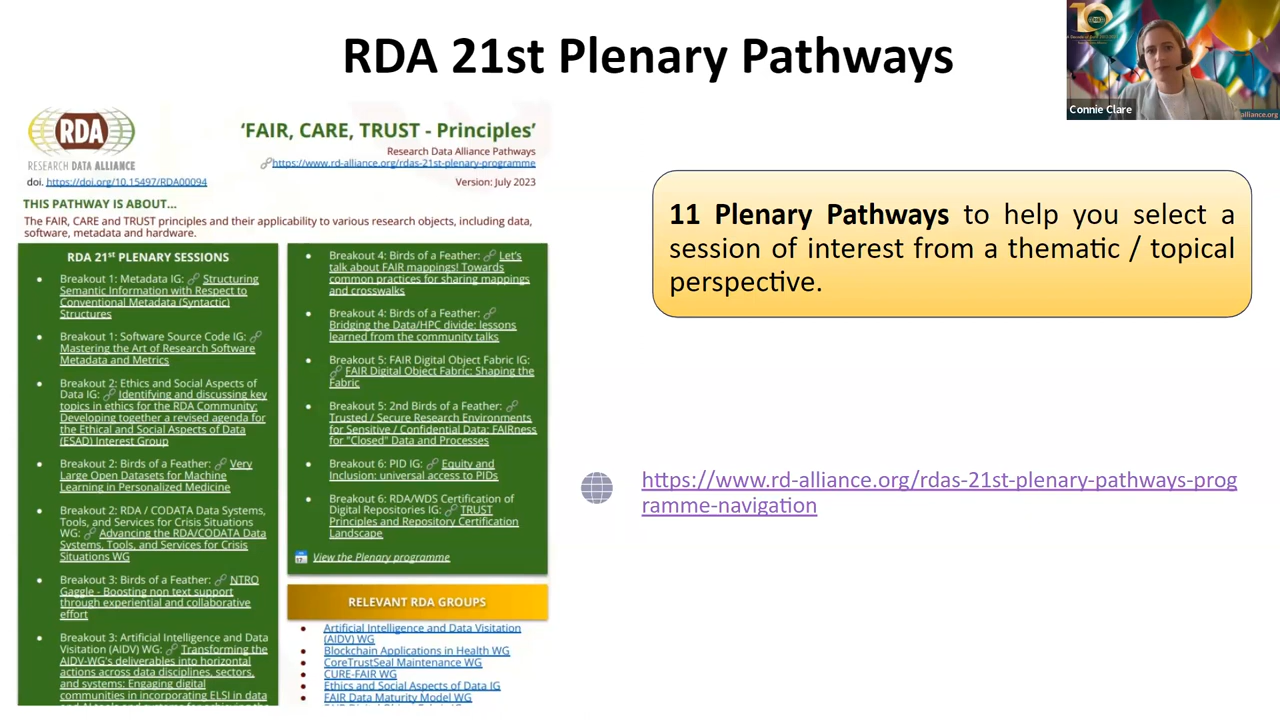 RDA 21st Plenary Pathways
Connie Clare
alliance.org
RDA
RESEARCH DATA ALLIANCE
doi. https://doi.org/10.15497/RDA00094
'FAIR, CARE, TRUST - Principles'
Research Data Alliance Pathways
https://www.rd-alliance.org/rdas-21st-plenary-programme
Version: July 2023
THIS PATHWAY IS ABOUT...
The FAIR, CARE and TRUST principles and their applicability to various research objects, including data,
software, metadata and hardware.
RDA 21st PLENARY SESSIONS
• Breakout 1: Metadata IG: Structuring
Semantic Information with Respect to
Conventional Metadata (Syntactic)
Structures
• Breakout 1: Software Source Code IG:
Mastering the Art of Research Software
Metadata and Metrics
• Breakout 2: Ethics and Social Aspects of
Data IG: Identifying and discussing key
topics in ethics for the RDA Community:
Developing together a revised agenda for
the Ethical and Social Aspects of Data
(ESAD) Interest Group
• Breakout 2: Birds of a Feather: Very
Large Open Datasets for Machine
Learning in Personalized Medicine
• Breakout 2: RDA / CODATA Data Systems,
Tools, and Services for Crisis Situations
WG: Advancing the RDA/CODATA Data
Systems, Tools, and Services for Crisis
Situations WG
• Breakout 3: Birds of a Feather: NTRO
Gaggle - Boosting non text support
through experiential and collaborative
effort
• Breakout 3: Artificial Intelligence and Data
Visitation (AIDV) WG: Transforming the
AIDV-WG's deliverables into horizontal
actions across data disciplines, sectors,
and systems: Engaging digital
communities in incorporating ELSI in data
• Breakout 4: Birds of a Feather: Let's
talk about FAIR mappings! Towards
common practices for sharing mappings
and crosswalks
• Breakout 4: Birds of a Feather:
Bridging the Data/HPC divide: lessons
learned from the community talks
• Breakout 5: FAIR Digital Object Fabric IG:
FAIR Digital Object Fabric: Shaping the
Fabric
• Breakout 5: 2nd Birds of a Feather:
Trusted / Secure Research Environments
for Sensitive / Confidential Data: FAIRness
for "Closed" Data and Processes
• Breakout 6: PID IG: Equity and
Inclusion: universal access to PIDs
• Breakout 6: RDA/WDS Certification of
Digital Repositories IG: TRUST
Principles and Repository Certification
Landscape
View the Plenary programme
RELEVANT RDA GROUPS
• Artificial Intelligence and Data Visitation
(AIDV) WG
• Blockchain Applications in Health WG
• CoreTrustSeal Maintenance WG
• CURE-FAIR WG
• Ethics and Social Aspects of Data IG
• FAIR Data Maturity Model WG
11 Plenary Pathways to help you select a
session of interest from a thematic / topical
perspective.
https://www.rd-alliance.org/rdas-21st-plenary-pathways-prog
ramme-navigation